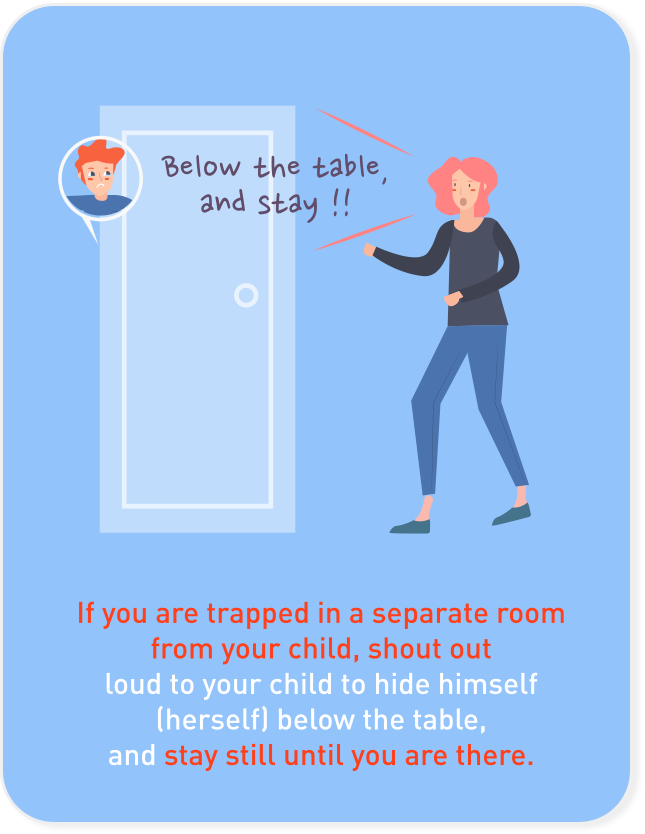 Below the table,
and stay !!
If you are trapped in a separate room
from your child, shout out
loud to your child to hide himself
(herself) below the table,
and stay still until you are there.